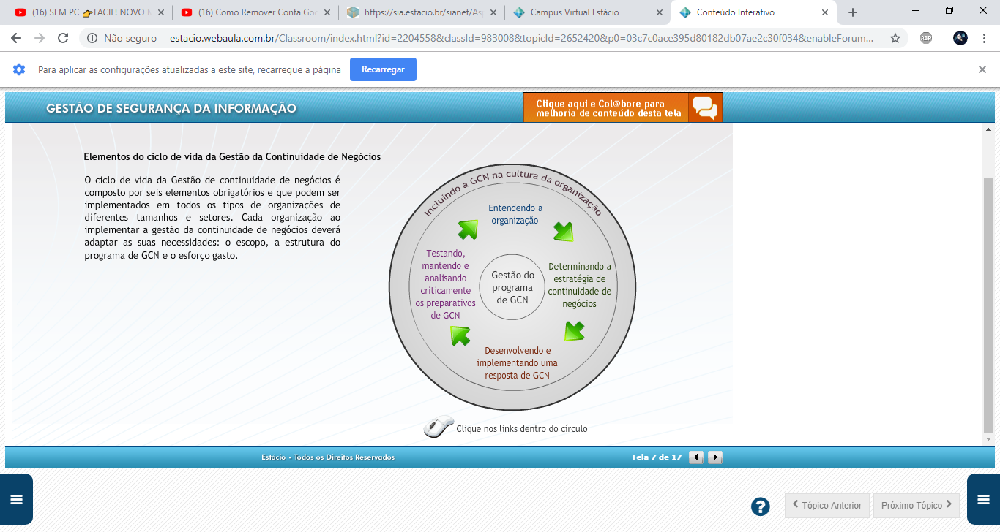 (16) SEM PC 👉FACIL! NOVO
(16) Como Remover Conta Goo
https://sia.estacio.br/sianet/As
Campus Virtual Estácio
Conteúdo Interativo
Não seguro
estacio.webaula.com.br/Classroom/index.html?id=2204558&classId=983008&topicId=2652420&p0=03c7c0ace395d80182db07ae2c30f034&enableForum...
ABP
Para aplicar as configurações atualizadas a este site, recarregue a página
Recarregar
GESTÃO DE SEGURANÇA DA INFORMAÇÃO
Clique aqui e Col@bore para
melhoria de conteúdo desta tela
Elementos do ciclo de vida da Gestão da Continuidade de Negócios
O ciclo de vida da Gestão de continuidade de negócios é
composto por seis elementos obrigatórios e que podem ser
implementados em todos os tipos de organizações de
diferentes tamanhos e setores. Cada organização ao
implementar a gestão da continuidade de negócios deverá
adaptar as suas necessidades: o escopo, a estrutura do
programa de GCN e o esforço gasto.
Incluindo a GCN na cultura da organização
Entendendo a
organização
Determinando a
estratégia de
continuidade de
negócios
Desenvolvendo e
implementando uma
resposta de GCN
Testando,
mantendo e
analisando
criticamente
os preparativos
de GCN
Gestão do
programa
de GCN
Clique nos links dentro do círculo
Estácio - Todos os Direitos Reservados
Tela 7 de 17
?
Tópico Anterior
Próximo Tópico